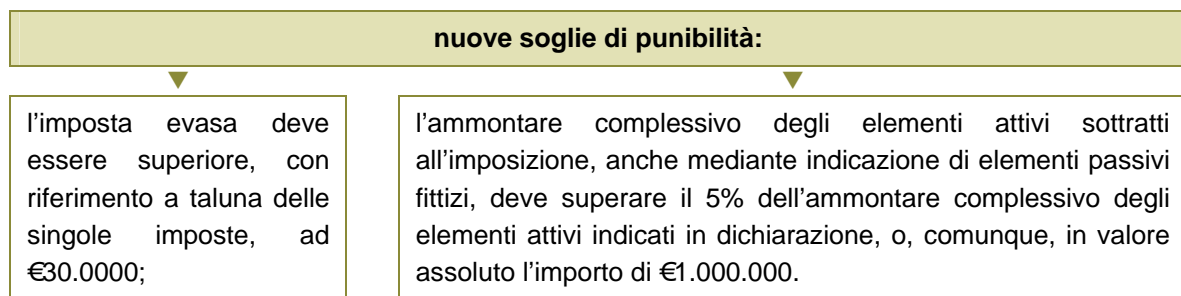 nuove soglie di punibilità:
l'imposta evasa deve
essere superiore, con
riferimento a taluna delle
singole imposte, ad
€30.0000;
l'ammontare complessivo degli elementi attivi sottratti
all'imposizione, anche mediante indicazione di elementi passivi
fittizi, deve superare il 5% dell'ammontare complessivo degli
elementi attivi indicati in dichiarazione, o, comunque, in valore
assoluto l'importo di €1.000.000.